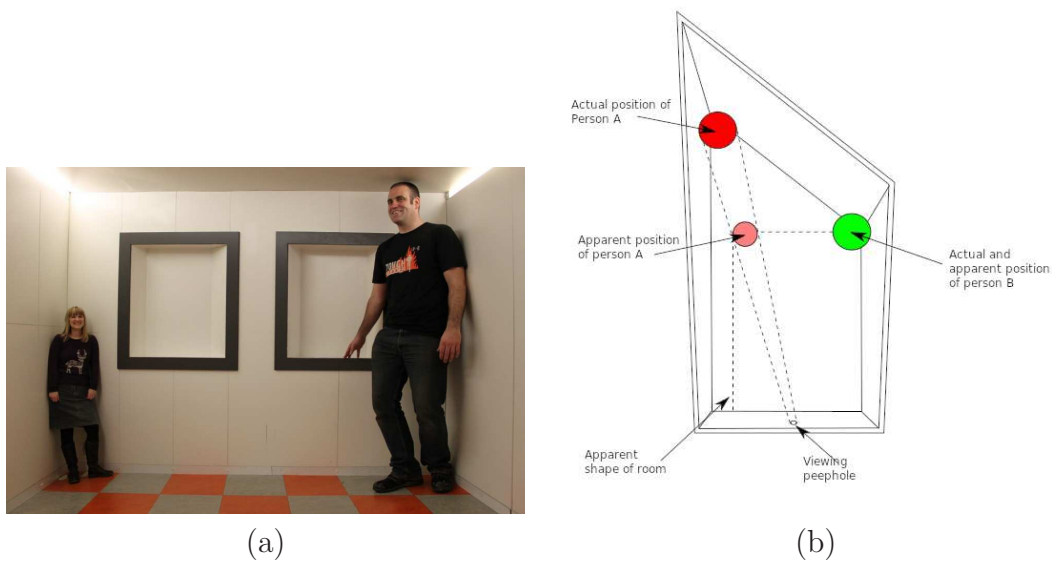 Actual position of
Person A
Apparent position
of person A
Actual and
apparent position
of person B
Apparent
shape of room
Viewing
peephole
(a)
(b)